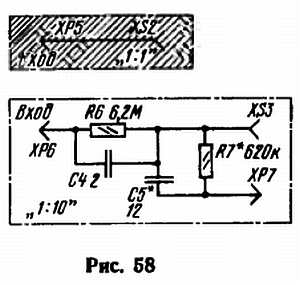 XP5 XS2
Вход „1:1"
Вход R6 6,2М XS3
XP6
C4 2 C5* 12
R7* 620к
XP7
„1:10"
Рис. 58